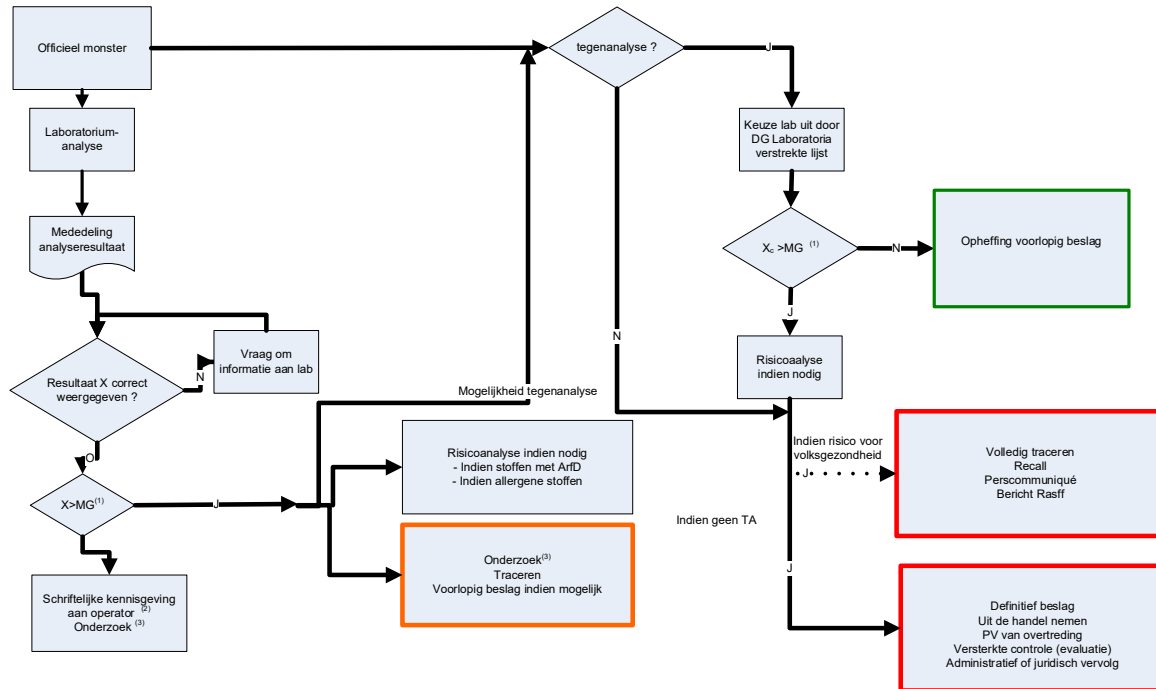 Officieel monster
tegenanalyse ?
J
Laboratorium-
analyse
Keuze lab uit door
DG Laboratoria
verstrekte lijst
Mededeling
analyseresultaat
Xc >MG (1)
N
Opheffing voorlopig beslag
J
Resultaat X correct
weergegeven ?
N
Vraag om
informatie aan lab
N
Risicoaalyse
indien nodig
Mogelijkheid tegenanalyse
O
X>MG(1)
J
Risicoanalyse indien nodig
- Indien stoffen met ArfD
- Indien allergene stoffen
Indien risico voor
volksgezondheid
J
Volledig traceren
Recall
Perscommuniqué
Bericht Rasff
Indien geen TA
Onderzoek(3)
Traceren
Voorlopig beslag indien mogelijk
J
Schriftelijke kennisgeving
aan operator (2)
Onderzoek (3)
Definitief beslag
Uit de handel nemen
PV van overtreding
Versterkte controle (evaluatie)
Administratief of juridisch vervolg